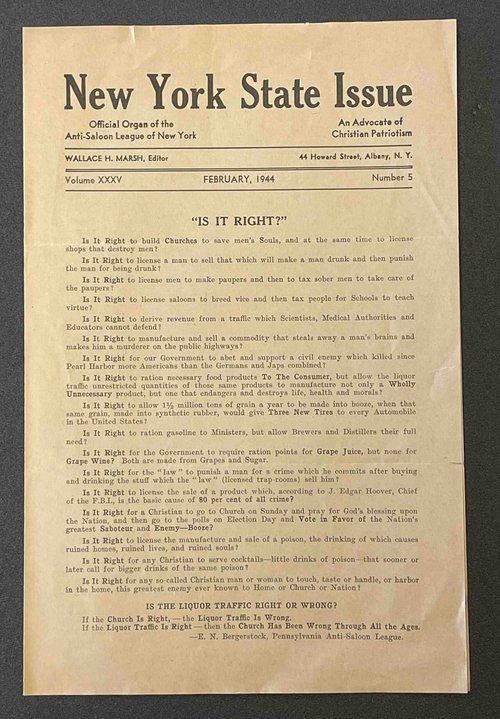 New York State Issue
Official Organ of the
Anti-Saloon League of New York
An Advocate of
Christian Patriotism
WALLACE H. MARSH, Editor
44 Howard Street, Albany, N. Y.
Volume XXXV
FEBRUARY, 1944
Number 5
"IS IT RIGHT?"
Is It Right to build Churches to save men's Souls, and at the same time to license
shops that destroy men?
Is It Right to license a man to sell that which will make a man drunk and then punish
the man for being drunk?
Is It Right to license men to make paupers and then to tax sober men to take care of
the paupers?
Is It Right to license saloons to breed vice and then tax people for Schools to teach
virtue?
Is It Right to derive revenue from a traffic which Scientists, Medical Authorities and
Educators cannot defend?
Is It Right to manufacture and sell a commodity that steals away a man's brains and
makes him a murderer on the public highways?
Is It Right for our Government to abet and support a civil enemy which killed since
Pearl Harbor more Americans than the Germans and Japs combined?
Is It Right to ration necessary food products To The Consumer, but allow the liquor
traffic unrestricted quantities of those same products to manufacture not only a Wholly
Unnecessary product, but one that endangers and destroys life, health and morals?
Is It Right to allow 1½ million tons of grain a year to be made into booze, when that
same grain, made into synthetic rubber, would give Three New Tires to every Automobile
in the United States?
Is It Right to ration gasoline to Ministers, but allow Brewers and Distillers their full
need?
Is It Right for the Government to require ration points for Grape Juice, but none for
Grape Wine? Both are made from Grapes and Sugar.
Is It Right for the "law" to punish a man for a crime which he commits after buying
and drinking the stuff which the "law" (licensed trap-rooms) sell him?
Is It Right to license the sale of a product which, according to J. Edgar Hoover, Chief
of the F.B.I., is the basic cause of 80 per cent of all crime?
Is It Right for a Christian to go to Church on Sunday and pray for God's blessing upon
the Nation, and then go to the polls on Election Day and Vote in Favor of the Nation's
greatest Saboteur and Enemy—Booze?
Is It Right to license the manufacture and sale of a poison, the drinking of which causes
ruined homes, ruined lives, and ruined souls?
Is It Right for any Christian to serve cocktails—little drinks of poison—that sooner or
later call for bigger drinks of the same poison?
Is It Right for any so-called Christian man or woman to touch, taste or handle, or harbor
in the home, this greatest enemy ever known to Home or Church or Nation?
IS THE LIQUOR TRAFFIC RIGHT OR WRONG?
If the Church Is Right,—the Liquor Traffic Is Wrong.
If the Liquor Traffic Is Right—then the Church Has Been Wrong Through All the Ages.
—E. N. Bergerstock, Pennsylvania Anti-Saloon League.